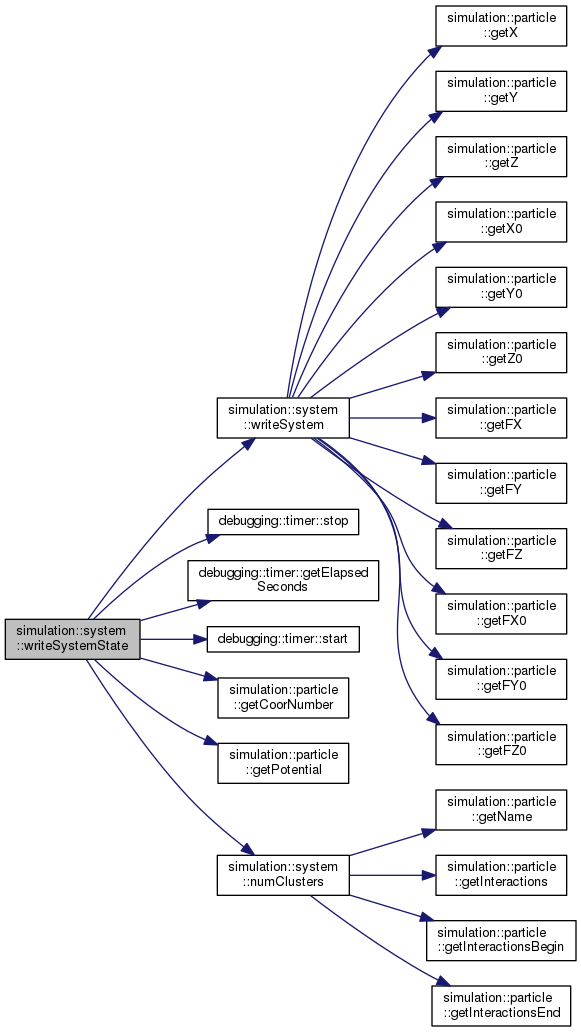 simulation::particle
::getX
simulation::particle
::getY
simulation::particle
::getZ
simulation::particle
::getX0
simulation::particle
::getY0
simulation::particle
::getZ0
simulation::system
::writeSystem
simulation::particle
::getFX
simulation::particle
::getFY
debugging::timer::stop
simulation::particle
::getFZ
debugging::timer::getElapsed
Seconds
simulation::particle
::getFX0
simulation::system
::writeSystemState
debugging::timer::start
simulation::particle
::getCoorNumber
simulation::particle
::getFY0
simulation::particle
::getPotential
simulation::particle
::getFZ0
simulation::particle
::getName
simulation::system
::numClusters
simulation::particle
::getInteractions
simulation::particle
::getInteractionsBegin
simulation::particle
::getInteractionsEnd